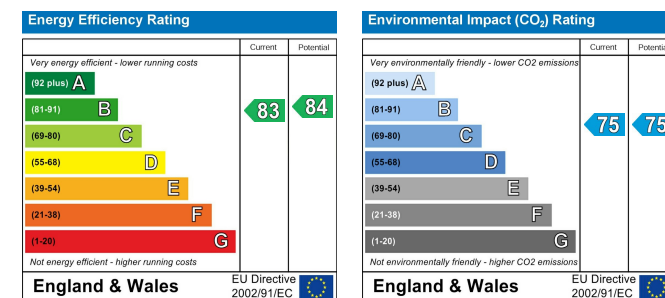 Energy Efficiency Rating
Current Potential
Very energy efficient - lower running costs
(92 plus) A
(81-91) B
83 84
(69-80) C
(55-68) D
(39-54) E
(21-38) F
(1-20) G
Not energy efficient - higher running costs
England & Wales
EU Directive
2002/91/EC
Environmental Impact (CO2) Rating
Current Potentia
Very environmentally friendly - lower CO2 emissions
(92 plus) A
(81-91) B
75 75
(69-80) C
(55-68) D
(39-54) E
(21-38) F
(1-20) G
Not environmentally friendly - higher CO2 emissions
England & Wales
EU Directive
2002/91/EC